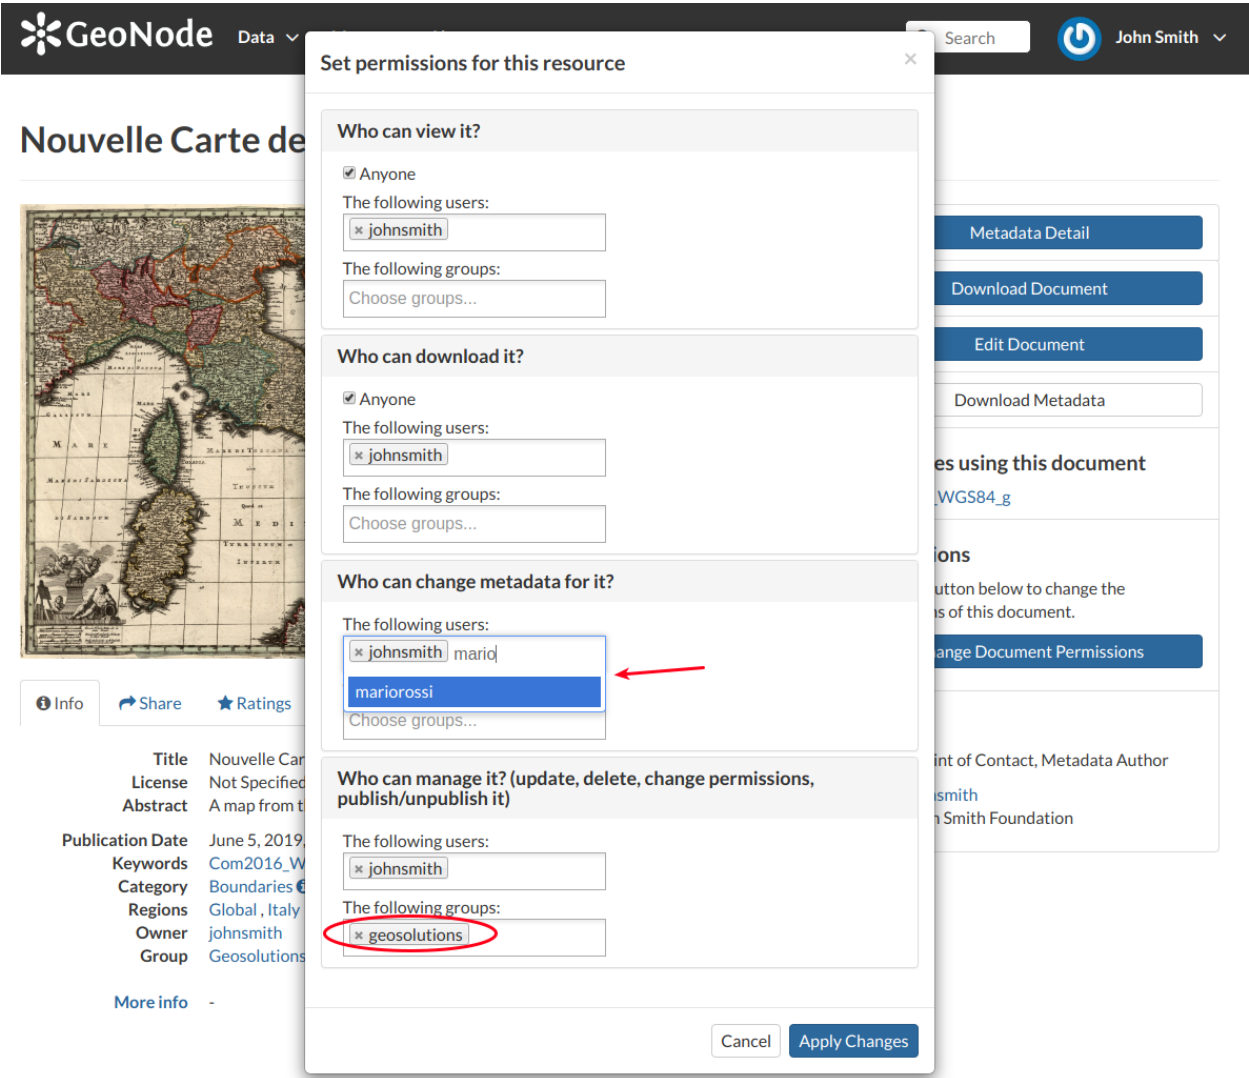 GeoNode
Data
Search
John Smith
Set permissions for this resource
×
Nouvelle Carte de
Who can view it?
Anyone
The following users:
× johnsmith
The following groups:
Choose groups...
Who can download it?
Anyone
The following users:
× johnsmith
The following groups:
Choose groups...
Who can change metadata for it?
The following users:
× johnsmith mario
mariorossi
Choose groups...
Who can manage it? (update, delete, change permissions,
publish/unpublish it)
The following users:
× johnsmith
The following groups:
× geosolutions
Cancel
Apply Changes
Metadata Detail
Download Document
Edit Document
Download Metadata
es using this document
_WGS84_g
ions
utton below to change the
ns of this document.
ange Document Permissions
int of Contact, Metadata Author
smith
n Smith Foundation
Info
Share
Ratings
Title Nouvelle Car
License Not Specified
Abstract A map from t
Publication Date June 5, 2019,
Keywords Com2016_W
Category Boundaries
Regions Global , Italy
Owner johnsmith
Group Geosolutions
More info -